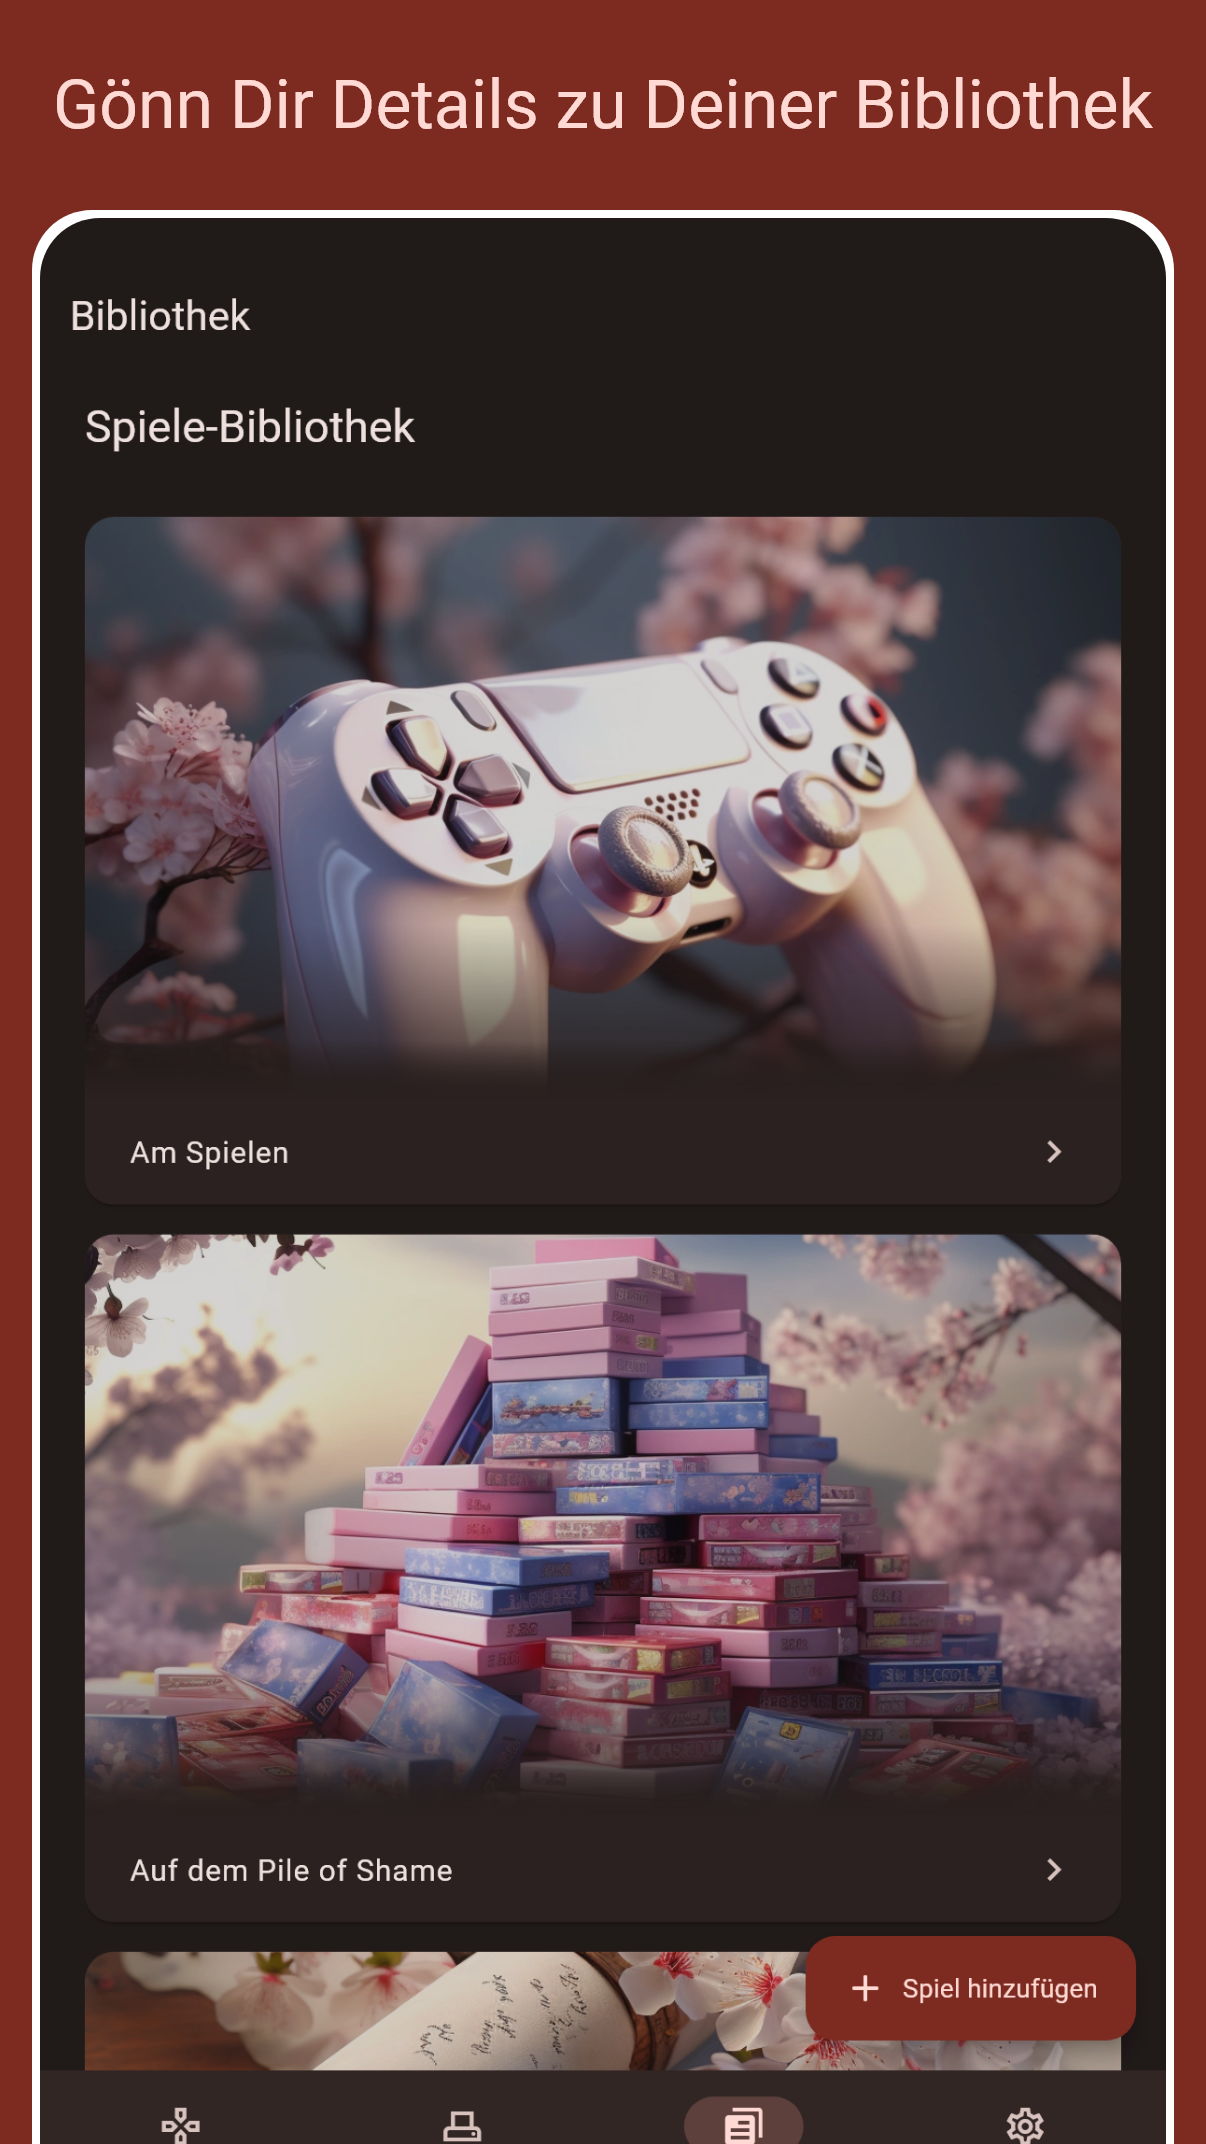 Gönn Dir Details zu Deiner Bibliothek
Bibliothek
Spiele-Bibliothek
Am Spielen
Auf dem Pile of Shame
Spiel hinzufügen